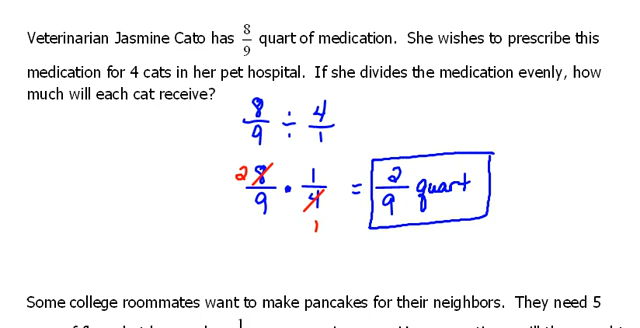 Veterinarian Jasmine Cato has 8/9 quart of medication. She wishes to prescribe this
medication for 4 cats in her pet hospital. If she divides the medication evenly, how
much will each cat receive?
8/9 ÷ 4/1
2 8/9 · 1/4 1 = 2/9 quart
Some college roommates want to make pancakes for their neighbors. They need 5